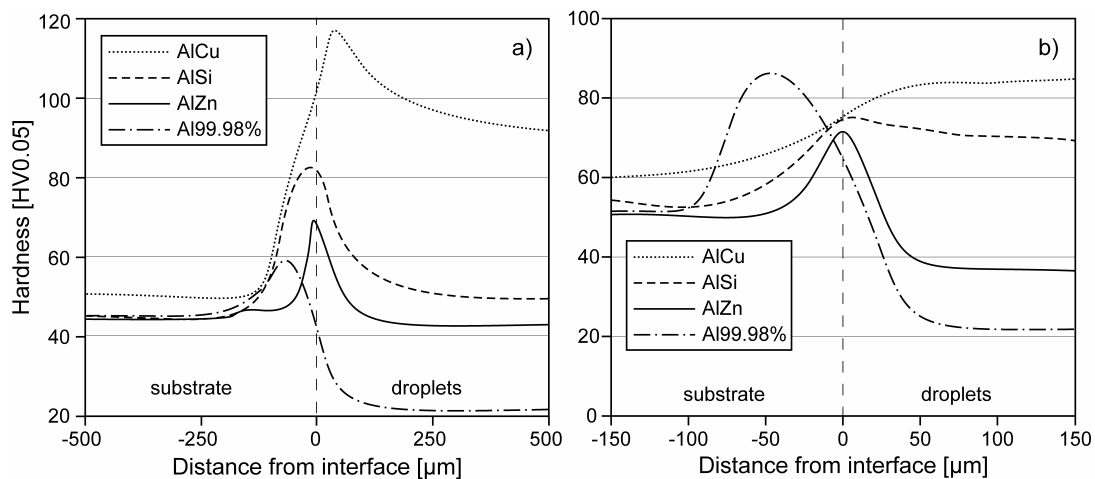 120
100
80
60
40
20
Hardness [HV0.05]
AlCu
AlSi
AlZn
Al99.98%
a)
substrate
droplets
-500
-250
0
250
500
Distance from interface [µm]
100
80
60
40
20
0
b)
AlCu
AlSi
AlZn
Al99.98%
substrate
droplets
-150
-100
-50
0
50
100
150
Distance from interface [µm]